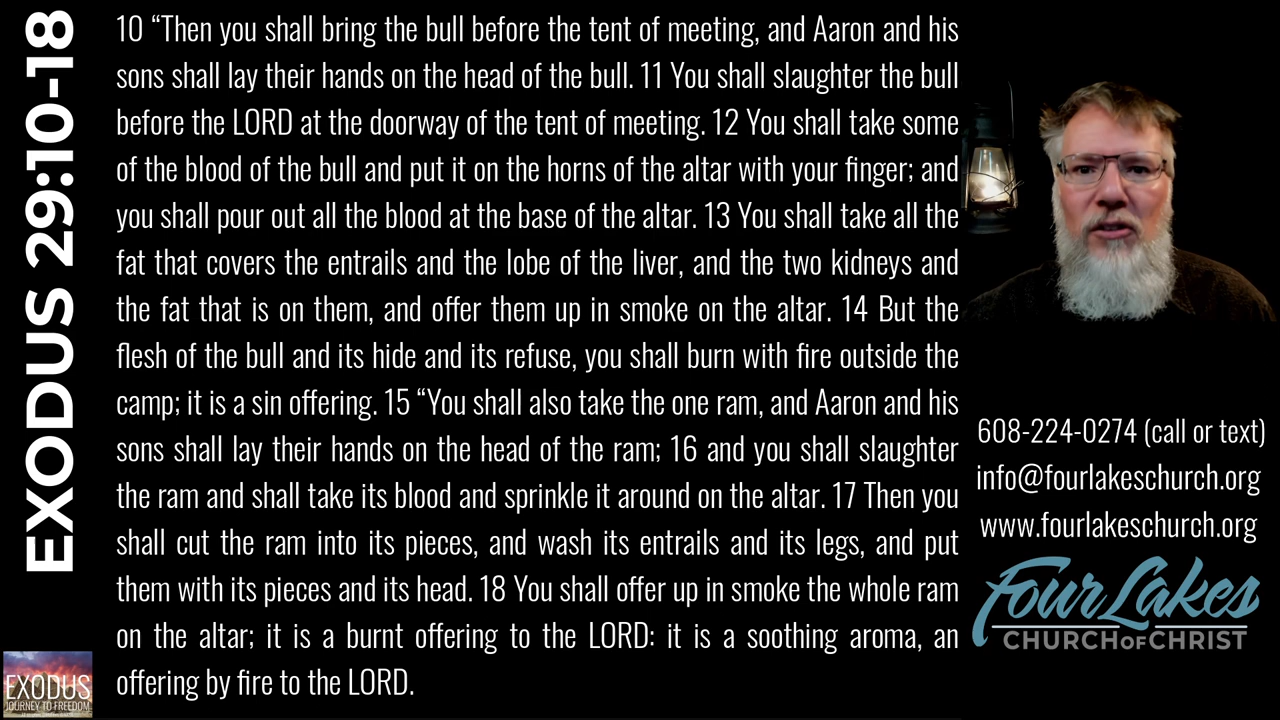 EXODUS 29:10-18
10 “Then you shall bring the bull before the tent of meeting, and Aaron and his
sons shall lay their hands on the head of the bull. 11 You shall slaughter the bull
before the LORD at the doorway of the tent of meeting. 12 You shall take some
of the blood of the bull and put it on the horns of the altar with your finger; and
you shall pour out all the blood at the base of the altar. 13 You shall take all the
fat that covers the entrails and the lobe of the liver, and the two kidneys and
the fat that is on them, and offer them up in smoke on the altar. 14 But the
flesh of the bull and its hide and its refuse, you shall burn with fire outside the
camp; it is a sin offering. 15 “You shall also take the one ram, and Aaron and his
sons shall lay their hands on the head of the ram; 16 and you shall slaughter
the ram and shall take its blood and sprinkle it around on the altar. 17 Then you
shall cut the ram into its pieces, and wash its entrails and its legs, and put
them with its pieces and its head. 18 You shall offer up in smoke the whole ram
on the altar; it is a burnt offering to the LORD: it is a soothing aroma, an
offering by fire to the LORD.
608-224-0274 (call or text)
info@fourlakeschurch.org
www.fourlakeschurch.org
Four Lakes
CHURCH OF CHRIST
EXODUS
JOURNEY TO FREEDOM